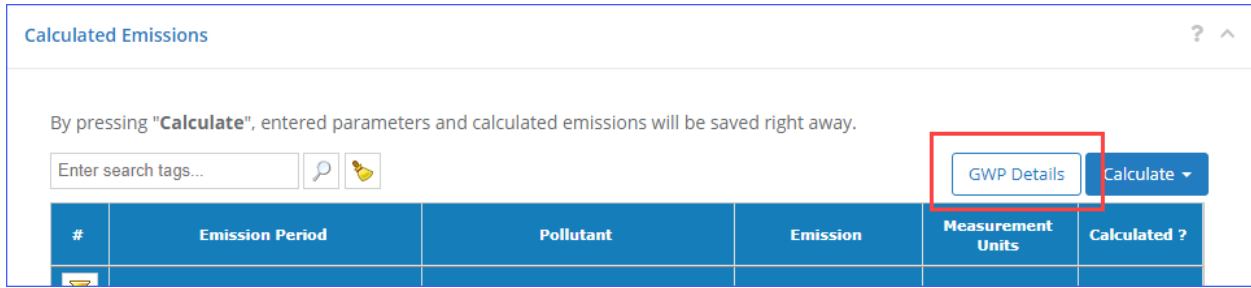 Calculated Emissions ?
By pressing "Calculate", entered parameters and calculated emissions will be saved right away.
Enter search tags...
GWP Details
Calculate
#
Emission Period
Pollutant
Emission
Measurement
Units
Calculated ?